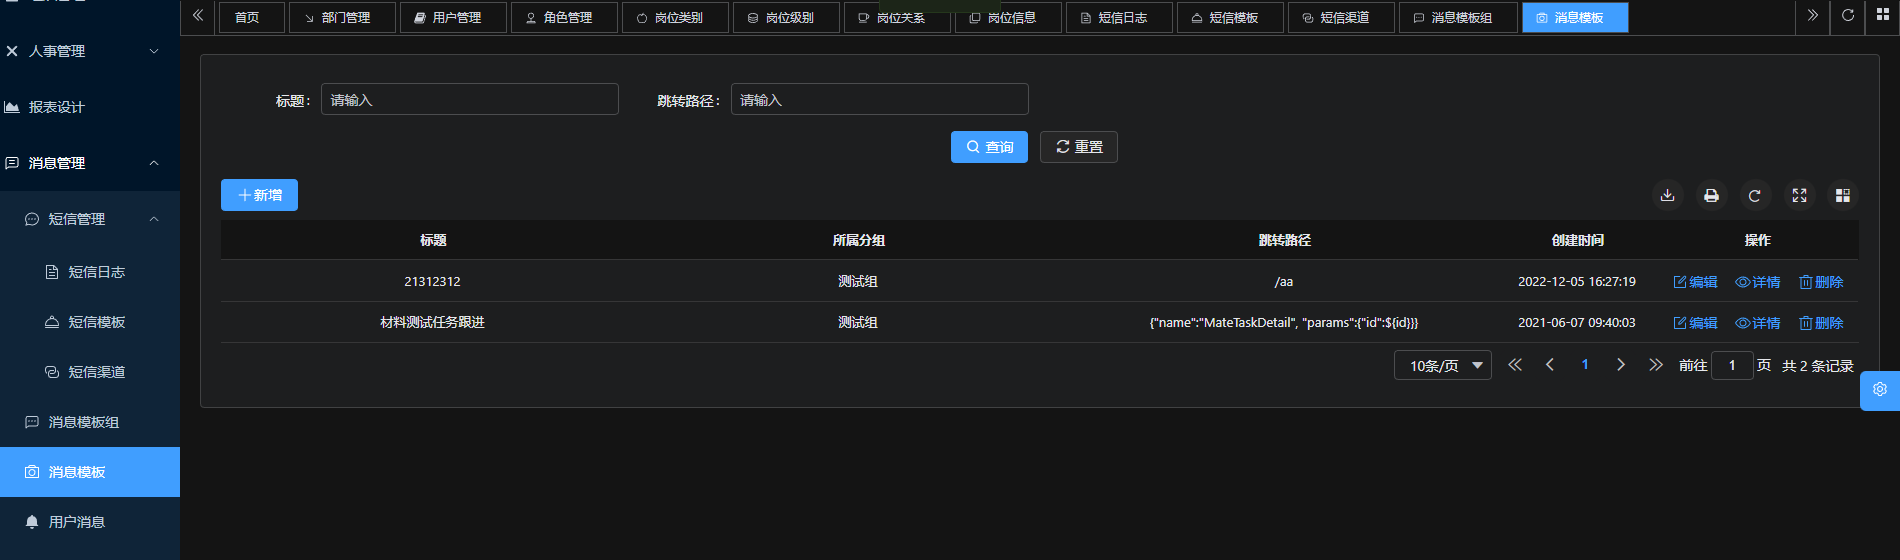 首页 部门管理 用户管理 角色管理 岗位类别 岗位级别 岗位关系 岗位信息 短信日志 短信模板 短信渠道 消息模板组 消息模板
人事管理
报表设计
消息管理
短信管理
短信日志
短信模板
短信渠道
消息模板组
消息模板
用户消息
标题： 请输入 跳转路径： 请输入
查询 重置
新增
标题 所属分组 跳转路径 创建时间 操作
21312312 测试组 /aa 2022-12-05 16:27:19 编辑 详情 删除
材料测试任务跟进 测试组 {"name":"MateTaskDetail", "params":{"id":${id}}} 2021-06-07 09:40:03 编辑 详情 删除
10条/页 1 前往 1 页 共 2 条记录